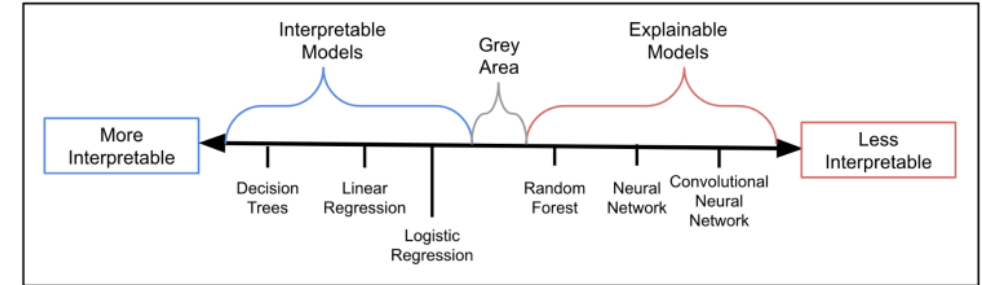 Interpretable
Models
Grey
Area
Explainable
Models
More
Interpretable
Less
Interpretable
Decision
Trees
Linear
Regression
Logistic
Regression
Random
Forest
Neural
Network
Convolutional
Neural
Network